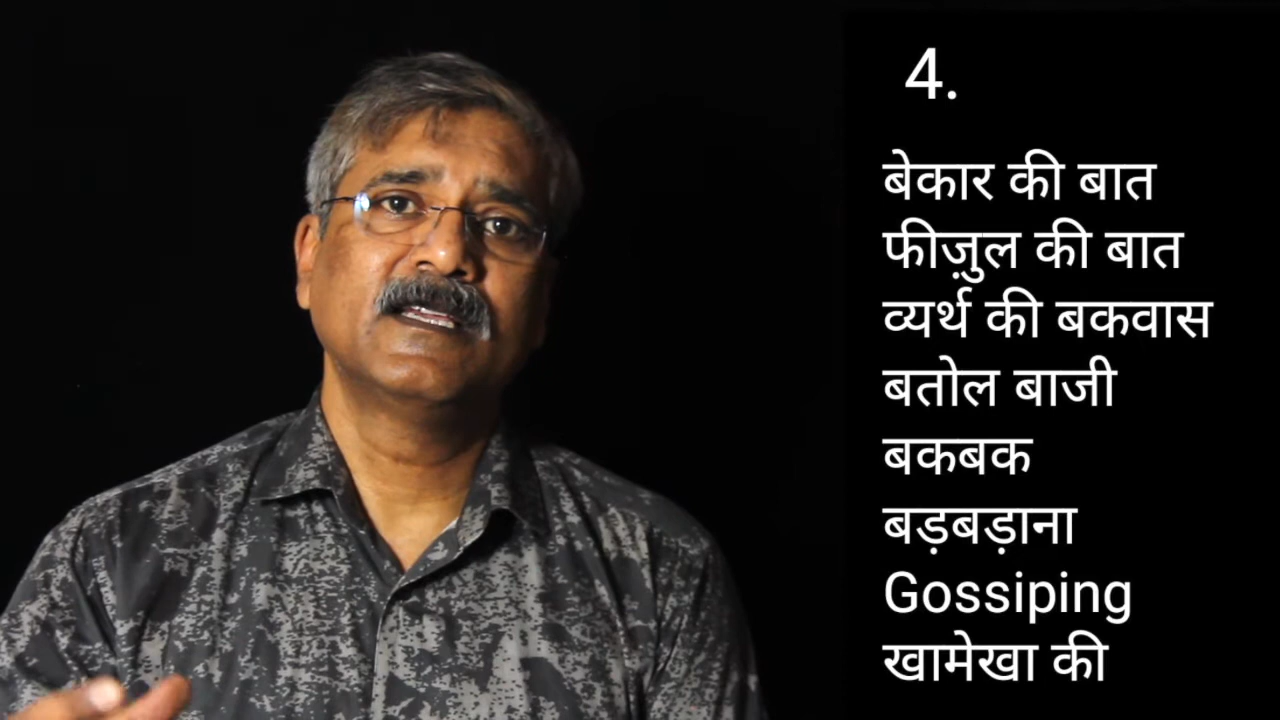 4.
बेकार की बात
फीज़ुल की बात
व्यर्थ की बकवास
बतोल बाजी
बकबक
बड़बड़ाना
Gossiping
खामेखा की